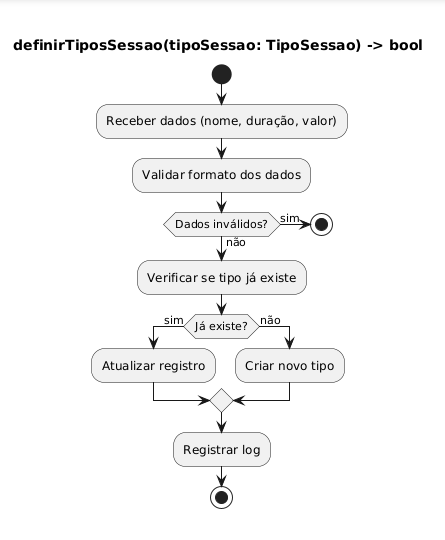 definirTiposSessao(tipoSessao: TipoSessao) -> bool
Receber dados (nome, duração, valor)
Validar formato dos dados
Dados inválidos?
sim
não
Verificar se tipo já existe
sim
Já existe?
não
Atualizar registro
Criar novo tipo
Registrar log